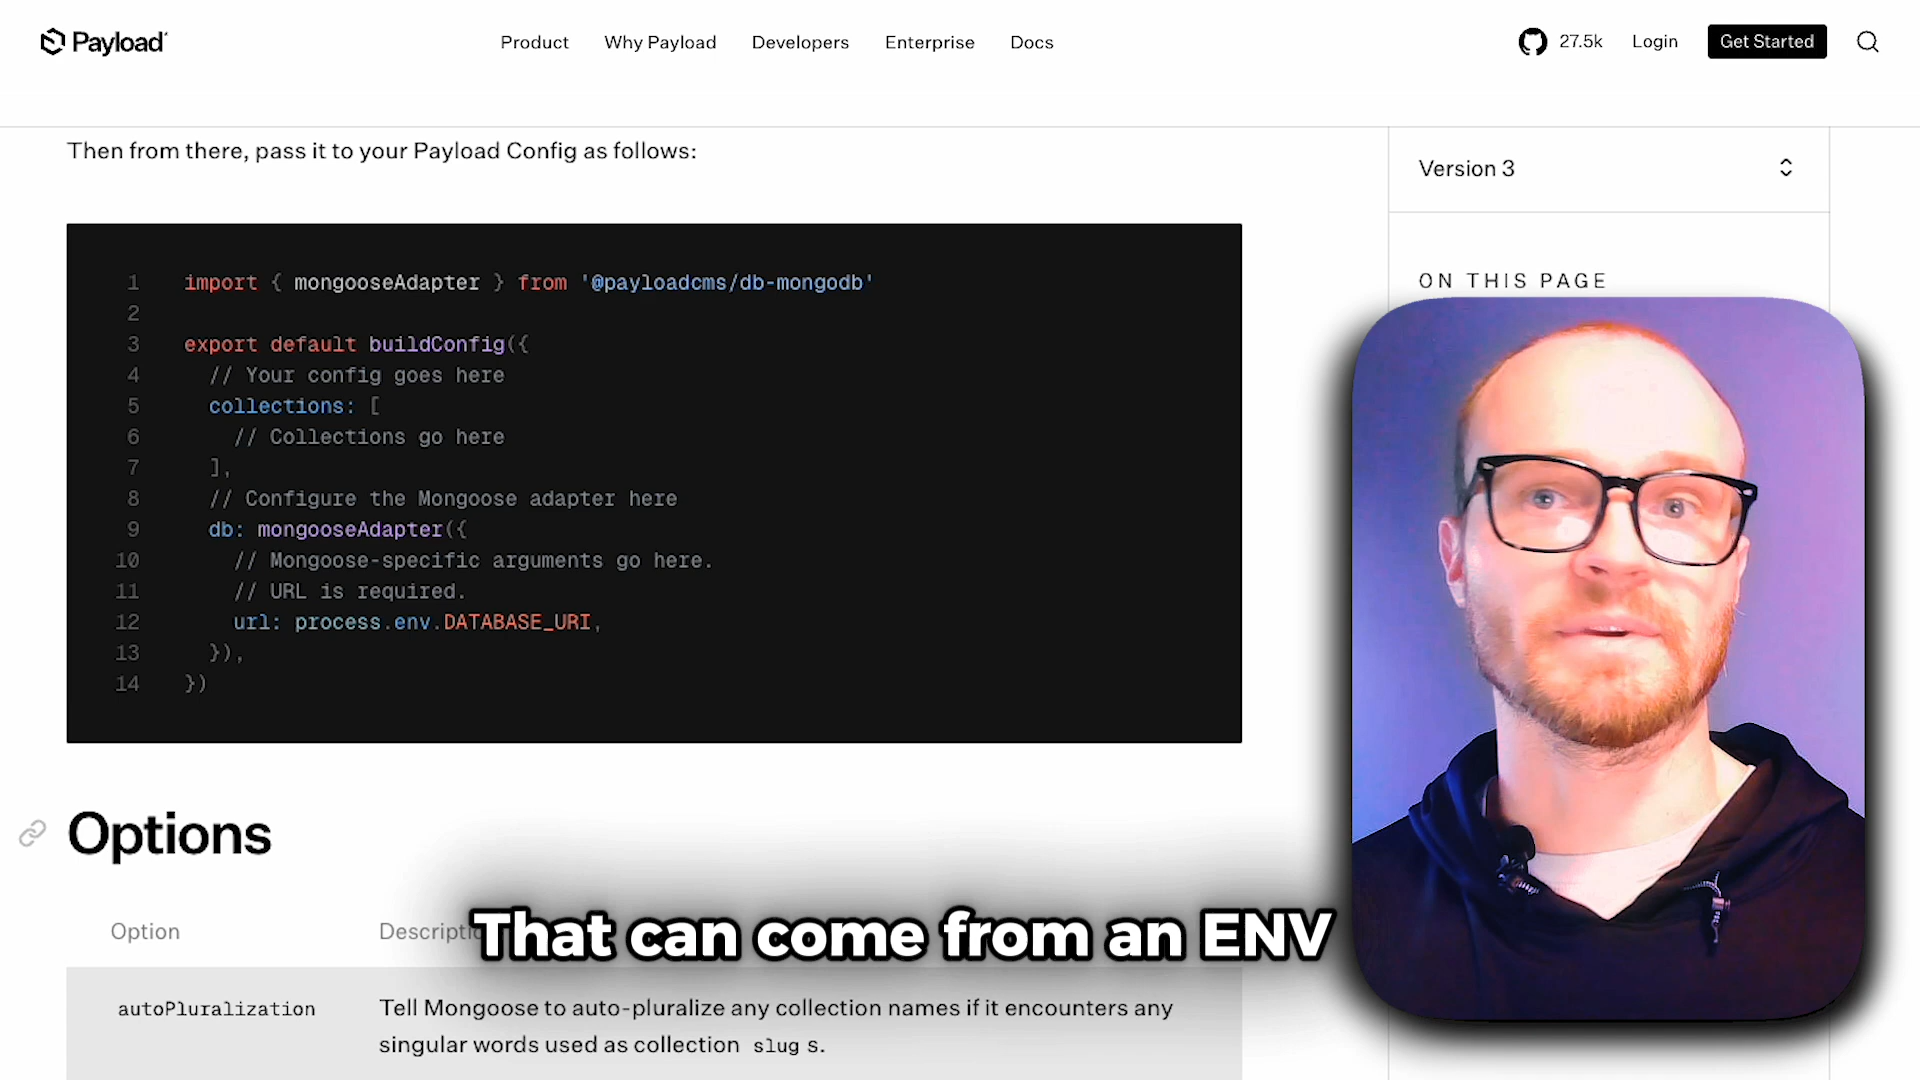 Payload
Product
Why Payload
Developers
Enterprise
Docs
27.5k
Login
Get Started
Then from there, pass it to your Payload Config as follows:
1 import { mongooseAdapter } from '@payloadcms/db-mongodb'
2
3 export default buildConfig({
4 // Your config goes here
5 collections: [
6 // Collections go here
7 ],
8 // Configure the Mongoose adapter here
9 db: mongooseAdapter({
10 // Mongoose-specific arguments go here.
11 // URL is required.
12 url: process.env.DATABASE_URI,
13 }),
14 })
Version 3
ON THIS PAGE
Options
Option
That can come from an ENV
autoPluralization
Tell Mongoose to auto-pluralize any collection names if it encounters any
singular words used as collection slug s.